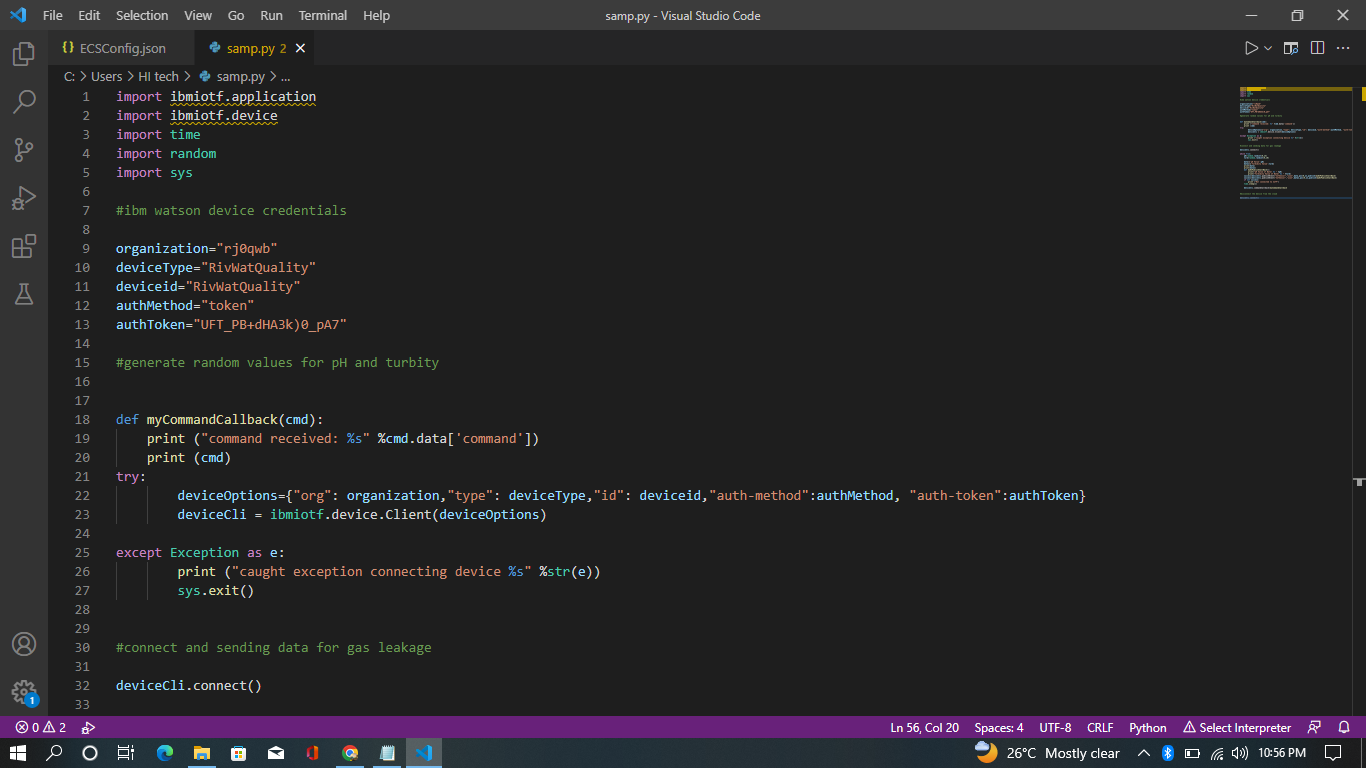 File Edit Selection View Go Run Terminal Help samp.py - Visual Studio Code
{} ECSConfig.json samp.py 2
C: > Users > HI tech > samp.py > ...
1 import ibmiotf.application
2 import ibmiotf.device
3 import time
4 import random
5 import sys
6
7 #ibm watson device credentials
8
9 organization="rj0qwb"
10 deviceType="RivWatQuality"
11 deviceid="RivWatQuality"
12 authMethod="token"
13 authToken="UFT_PB+dHA3k)0_pA7"
14
15 #generate random values for pH and turbity
16
17
18 def myCommandCallback(cmd):
19 print ("command received: %s" %cmd.data['command'])
20 print (cmd)
21 try:
22 deviceOptions={"org": organization,"type": deviceType,"id": deviceid,"auth-method":authMethod, "auth-token":authToken}
23 deviceCli = ibmiotf.device.Client(deviceOptions)
24
25 except Exception as e:
26 print ("caught exception connecting device %s" %str(e))
27 sys.exit()
28
29
30 #connect and sending data for gas leakage
31
32 deviceCli.connect()
33
1
0 2 Ln 56, Col 20 Spaces: 4 UTF-8 CRLF Python Select Interpreter
26°C Mostly clear 10:56 PM